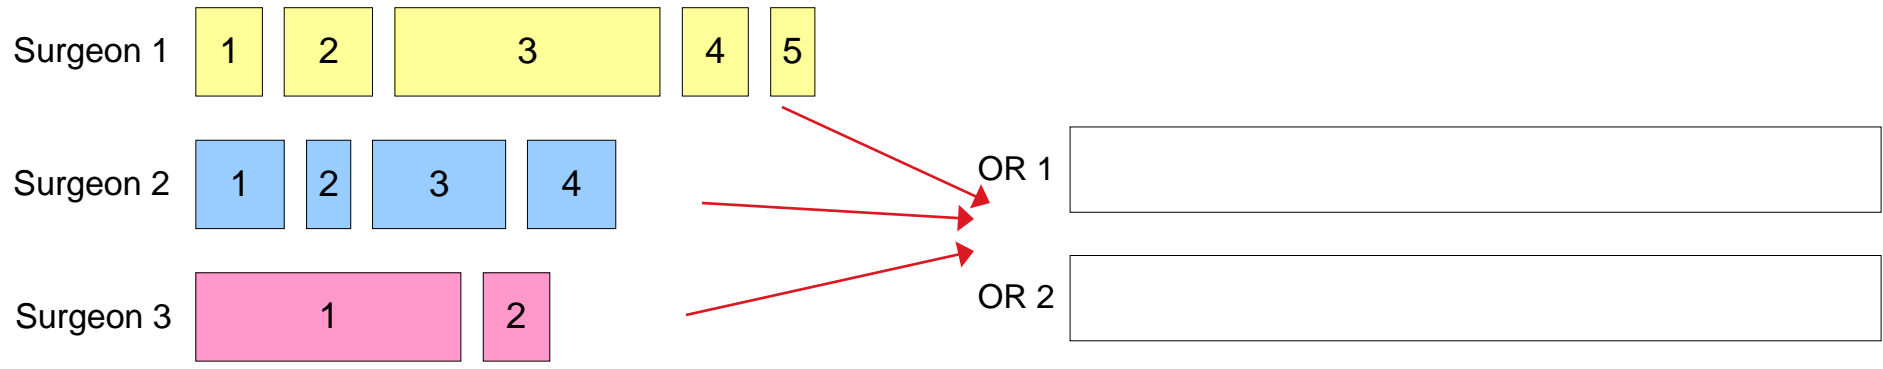 Surgeon 1 1 2 3 4 5
Surgeon 2 1 2 3 4
Surgeon 3 1 2
OR 1
OR 2